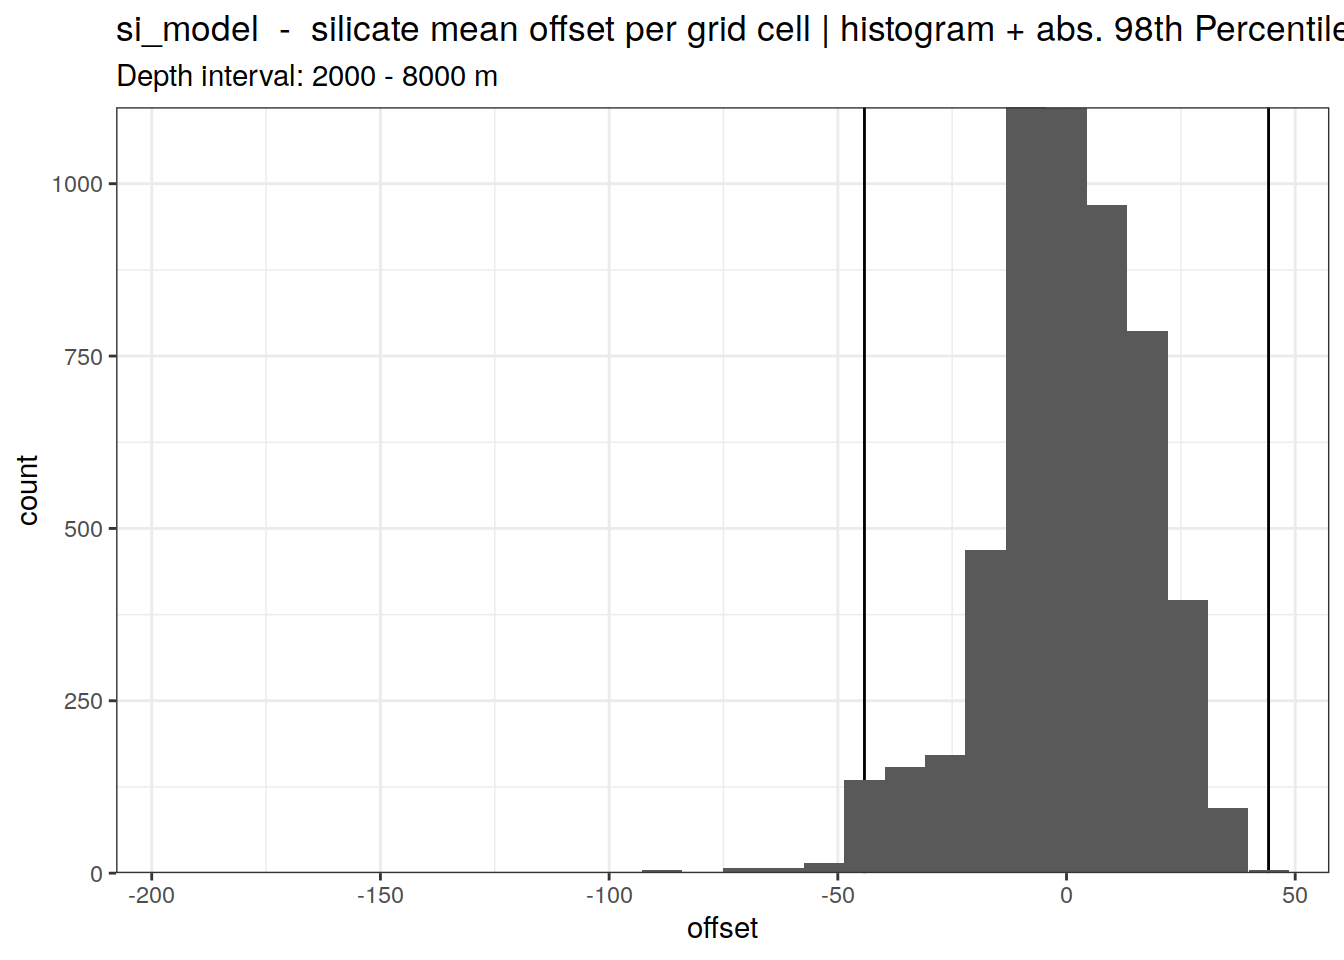 si_model - silicate mean offset per grid cell | histogram + abs. 98th Percentile
Depth interval: 2000 - 8000 m
1000
750
500
250
0
count
-200 -150 -100 -50 0 50
offset